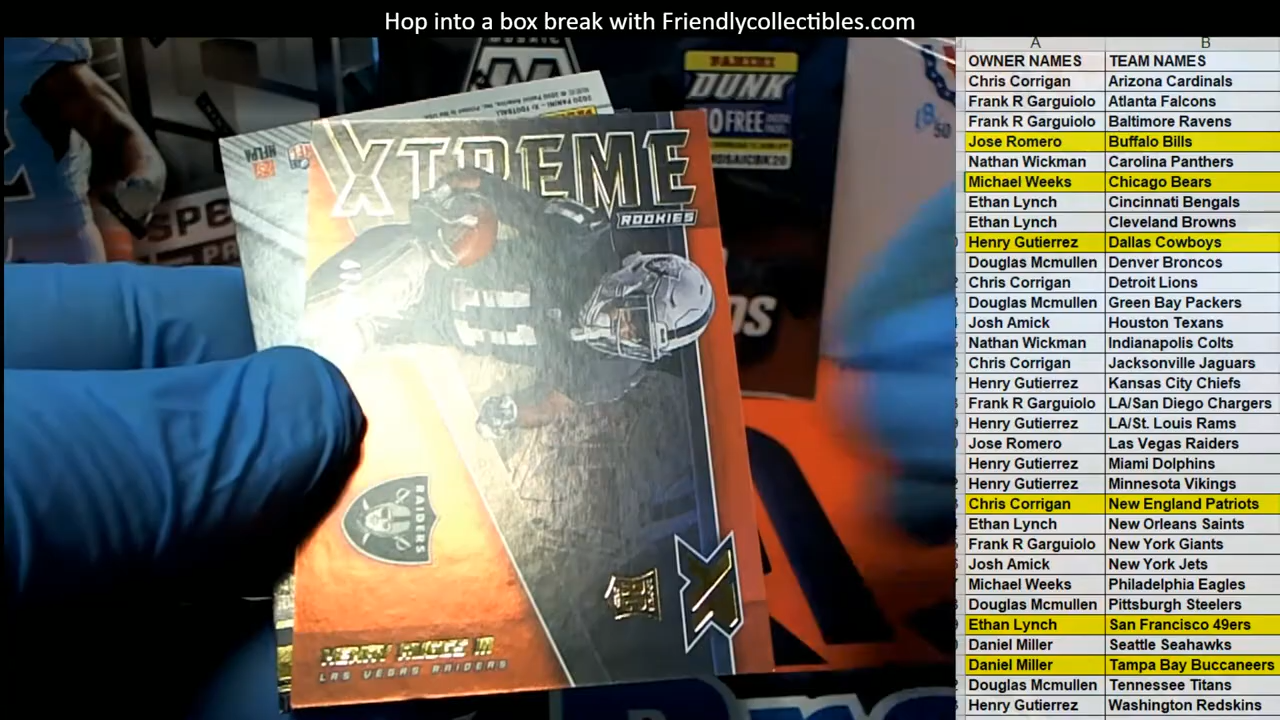 Hop into a box break with Friendlycollectibles.com
MOSAIC
PANINI
DUNK
XTREME
ROOKIES
RAIDERS
HENRY RUGGS III
LAS VEGAS RAIDERS
A B
OWNER NAMES TEAM NAMES
Chris Corrigan Arizona Cardinals
Frank R Garguiolo Atlanta Falcons
Frank R Garguiolo Baltimore Ravens
Jose Romero Buffalo Bills
Nathan Wickman Carolina Panthers
Michael Weeks Chicago Bears
Ethan Lynch Cincinnati Bengals
Ethan Lynch Cleveland Browns
Henry Gutierrez Dallas Cowboys
Douglas Mcmullen Denver Broncos
Chris Corrigan Detroit Lions
Douglas Mcmullen Green Bay Packers
Josh Amick Houston Texans
Nathan Wickman Indianapolis Colts
Chris Corrigan Jacksonville Jaguars
Henry Gutierrez Kansas City Chiefs
Frank R Garguiolo LA/San Diego Chargers
Henry Gutierrez LA/St. Louis Rams
Jose Romero Las Vegas Raiders
Henry Gutierrez Miami Dolphins
Henry Gutierrez Minnesota Vikings
Chris Corrigan New England Patriots
Ethan Lynch New Orleans Saints
Frank R Garguiolo New York Giants
Josh Amick New York Jets
Michael Weeks Philadelphia Eagles
Douglas Mcmullen Pittsburgh Steelers
Ethan Lynch San Francisco 49ers
Daniel Miller Seattle Seahawks
Daniel Miller Tampa Bay Buccaneers
Douglas Mcmullen Tennessee Titans
Henry Gutierrez Washington Redskins